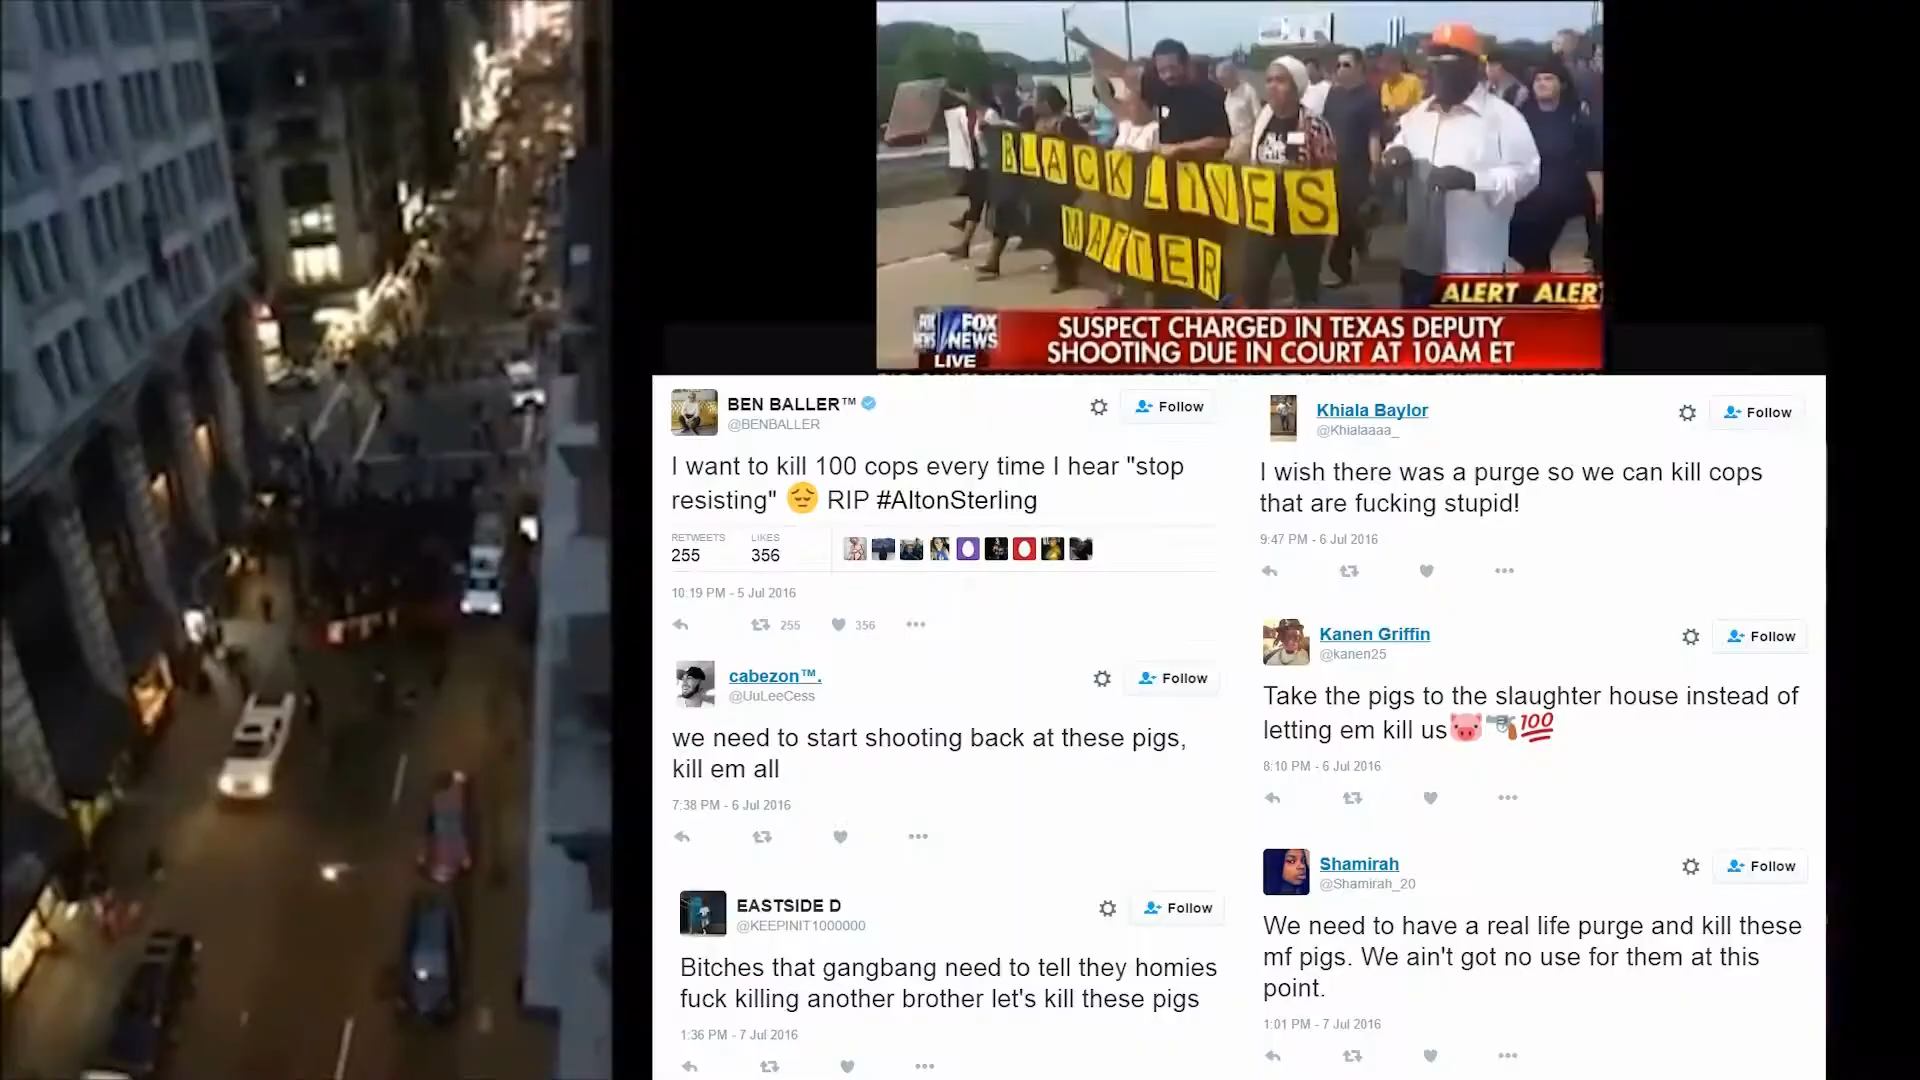 BLACK LIVES
MATTER
ALERT ALERT
FOX
NEWS
LIVE
SUSPECT CHARGED IN TEXAS DEPUTY
SHOOTING DUE IN COURT AT 10AM ET
BEN BALLER™
@BENBALLER
Follow
I want to kill 100 cops every time I hear "stop
resisting" 😔 RIP #AltonSterling
RETWEETS LIKES
255 356
10:19 PM - 5 Jul 2016
255 356
cabezon™.
@UuLeeCess
Follow
we need to start shooting back at these pigs,
kill em all
7:38 PM - 6 Jul 2016
EASTSIDE D
@KEEPINIT1000000
Follow
Bitches that gangbang need to tell they homies
fuck killing another brother let's kill these pigs
1:36 PM - 7 Jul 2016
Khiala Baylor
@Khialaaaa_
Follow
I wish there was a purge so we can kill cops
that are fucking stupid!
9:47 PM - 6 Jul 2016
Kanen Griffin
@kanen25
Follow
Take the pigs to the slaughter house instead of
letting em kill us🐷🔫💯
8:10 PM - 6 Jul 2016
Shamirah
@Shamirah_20
Follow
We need to have a real life purge and kill these
mf pigs. We ain't got no use for them at this
point.
1:01 PM - 7 Jul 2016